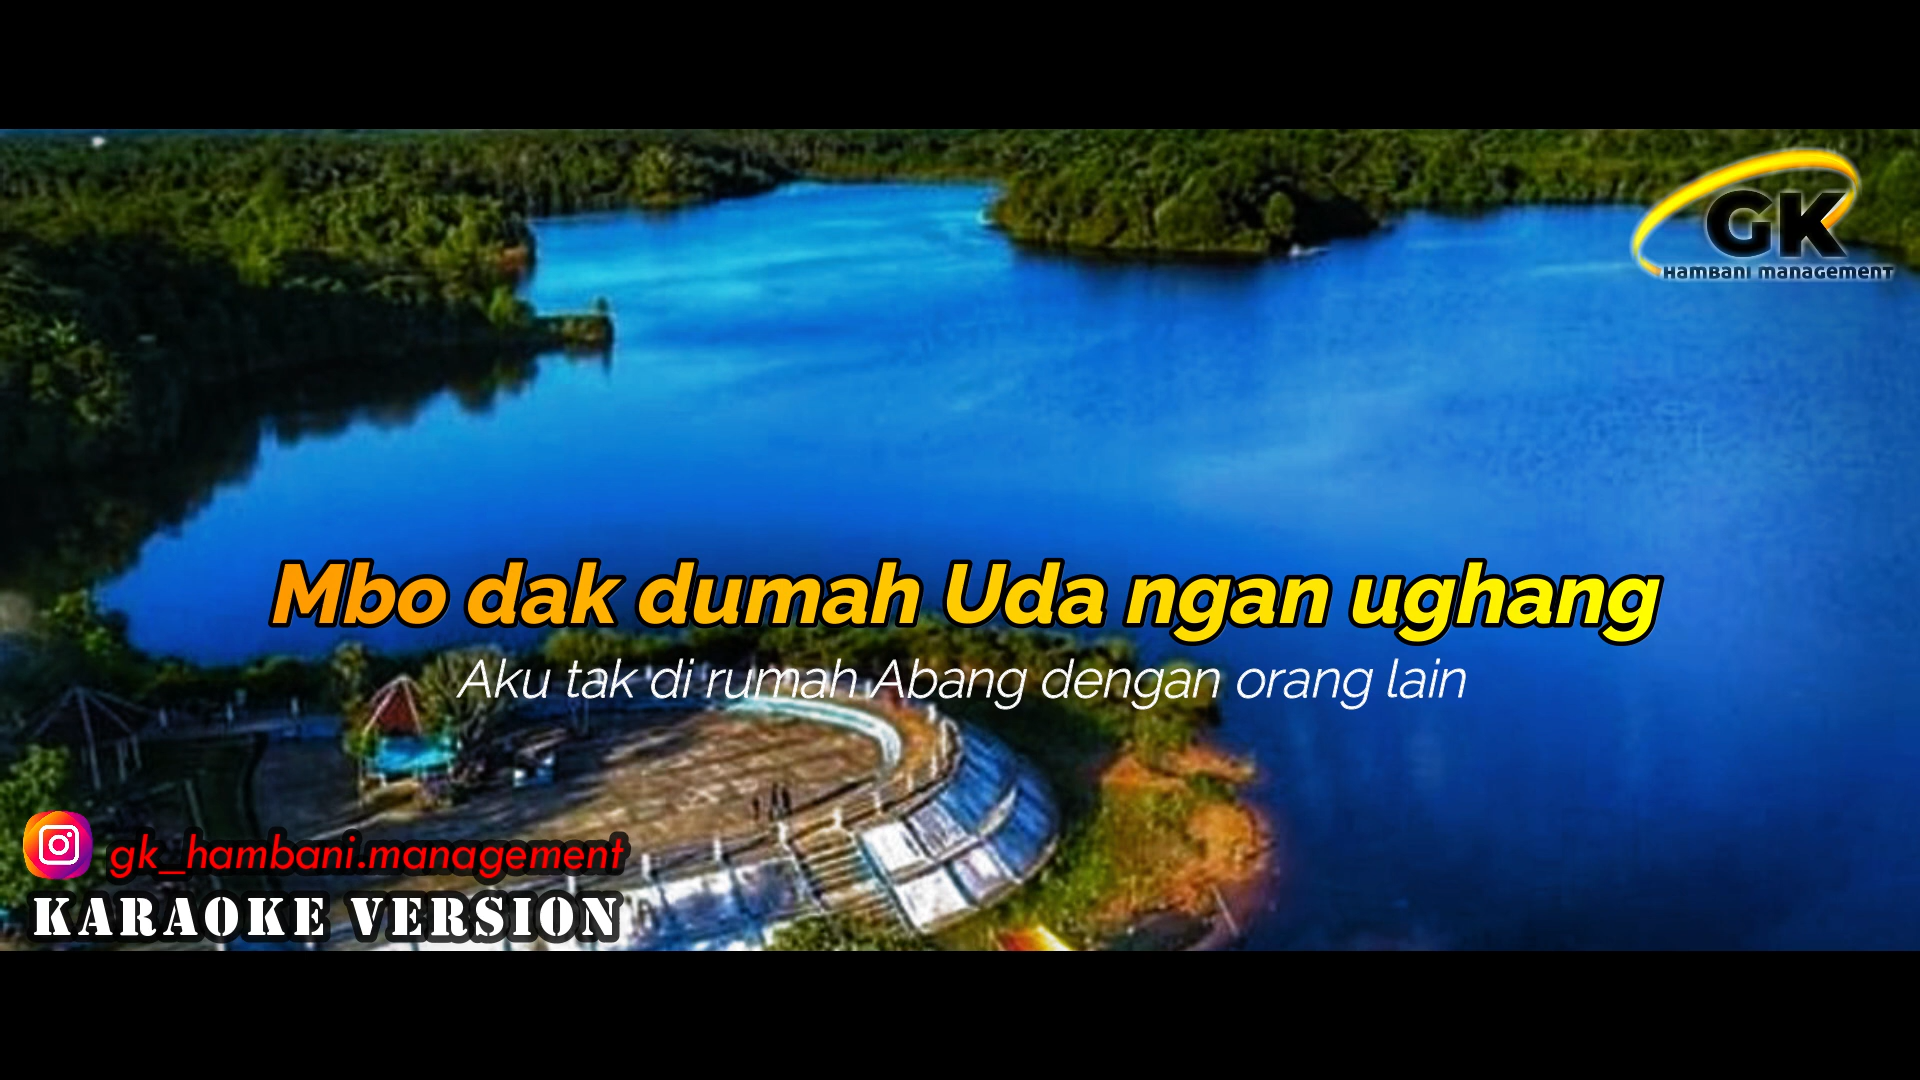 GK
HAMBANI MANAGEMENT
Mbo dak dumah Uda ngan ughang
Aku tak di rumah Abang dengan orang lain
gk_hambani.management
KARAOKE VERSION